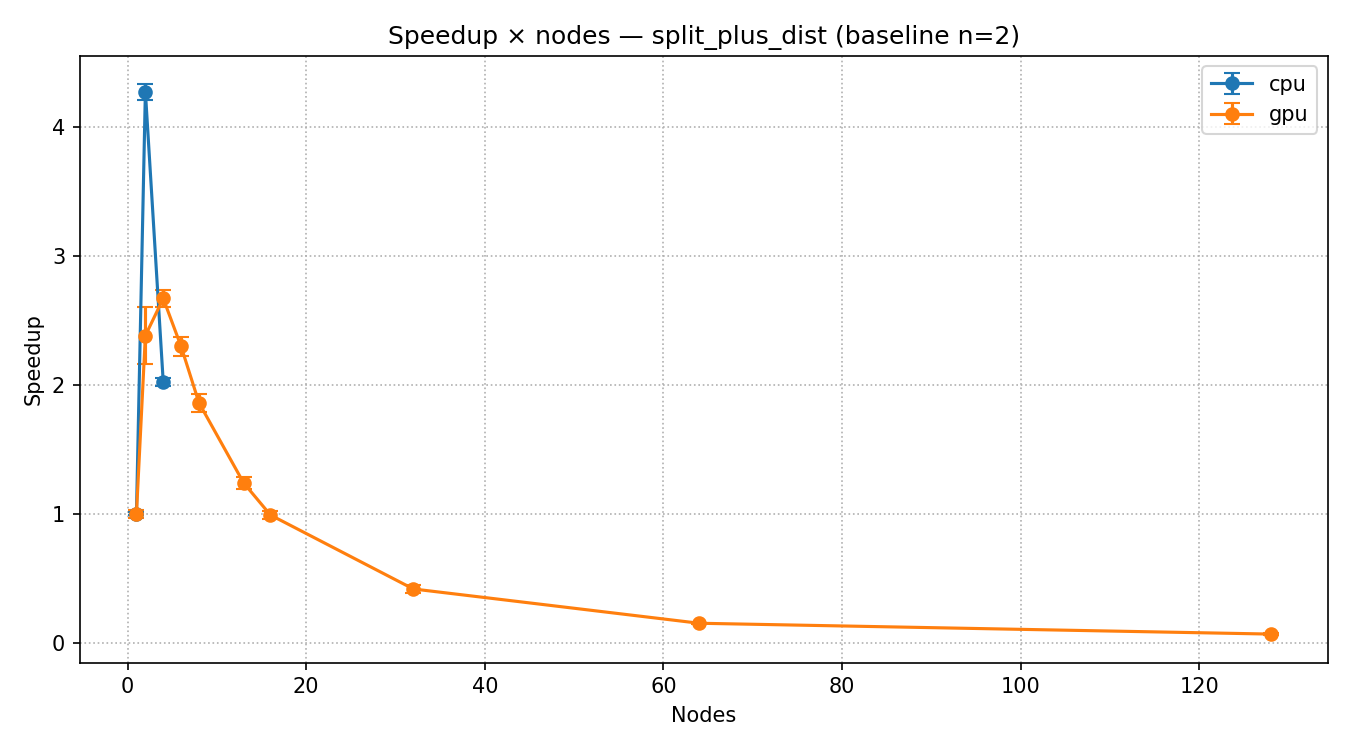 Speedup × nodes — split_plus_dist (baseline n=2)
cpu
gpu
4
3
2
1
0
Speedup
0 20 40 60 80 100 120
Nodes